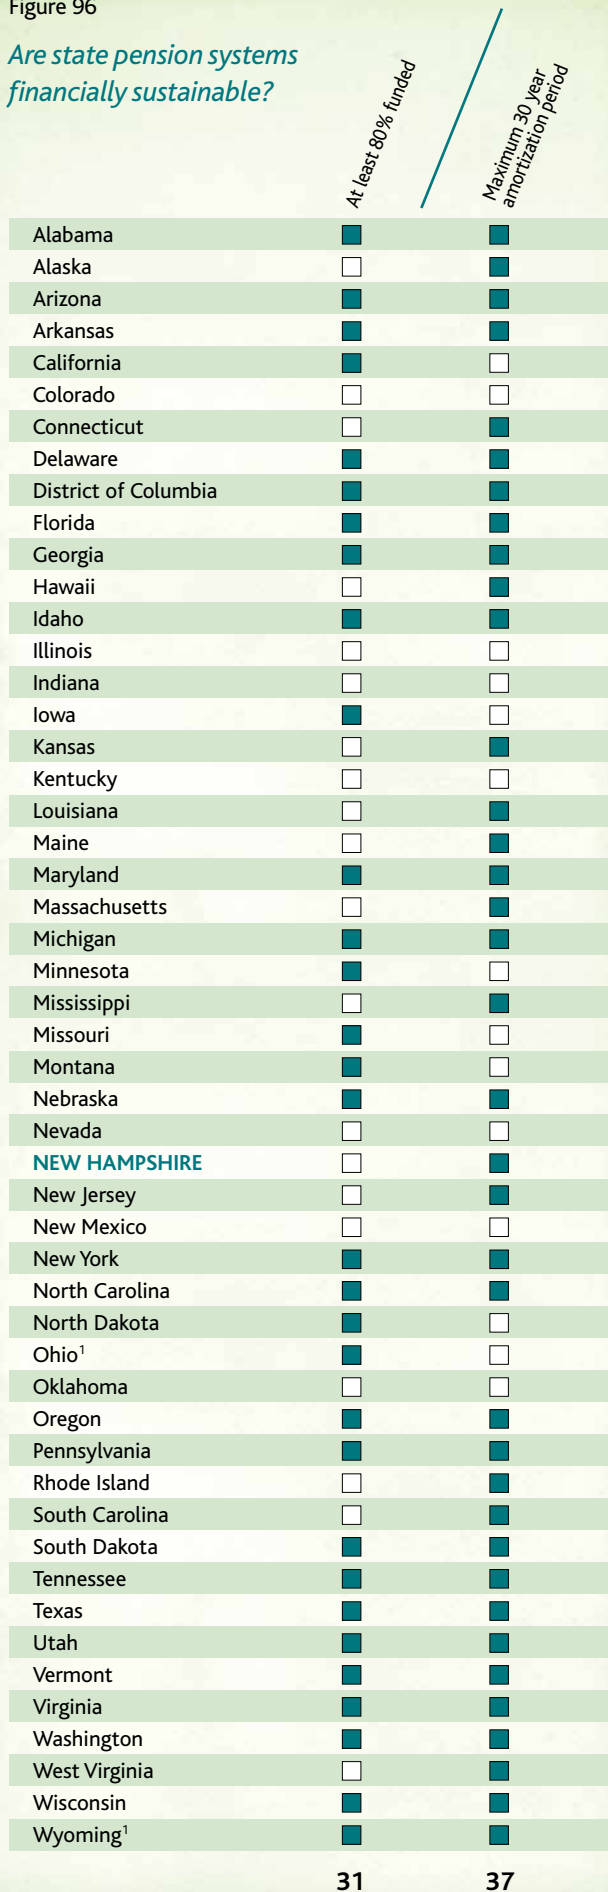 Figure 96
Are state pension systems
financially sustainable?
At least 80% funded
Maximum 30 year
amortization period
Alabama
Alaska
Arizona
Arkansas
California
Colorado
Connecticut
Delaware
District of Columbia
Florida
Georgia
Hawaii
Idaho
Illinois
Indiana
Iowa
Kansas
Kentucky
Louisiana
Maine
Maryland
Massachusetts
Michigan
Minnesota
Mississippi
Missouri
Montana
Nebraska
Nevada
NEW HAMPSHIRE
New Jersey
New Mexico
New York
North Carolina
North Dakota
Ohio¹
Oklahoma
Oregon
Pennsylvania
Rhode Island
South Carolina
South Dakota
Tennessee
Texas
Utah
Vermont
Virginia
Washington
West Virginia
Wisconsin
Wyoming¹
31 37